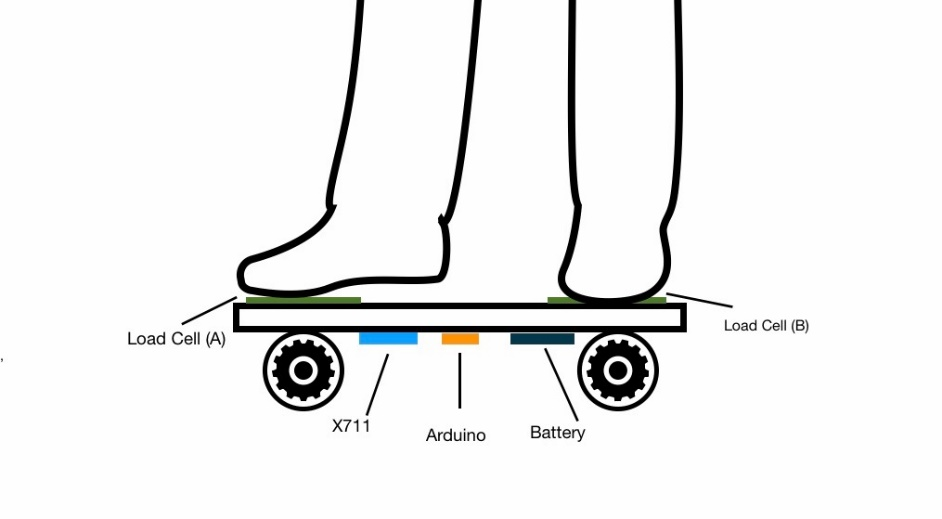 Load Cell (A)
Load Cell (B)
X711
Arduino
Battery
,